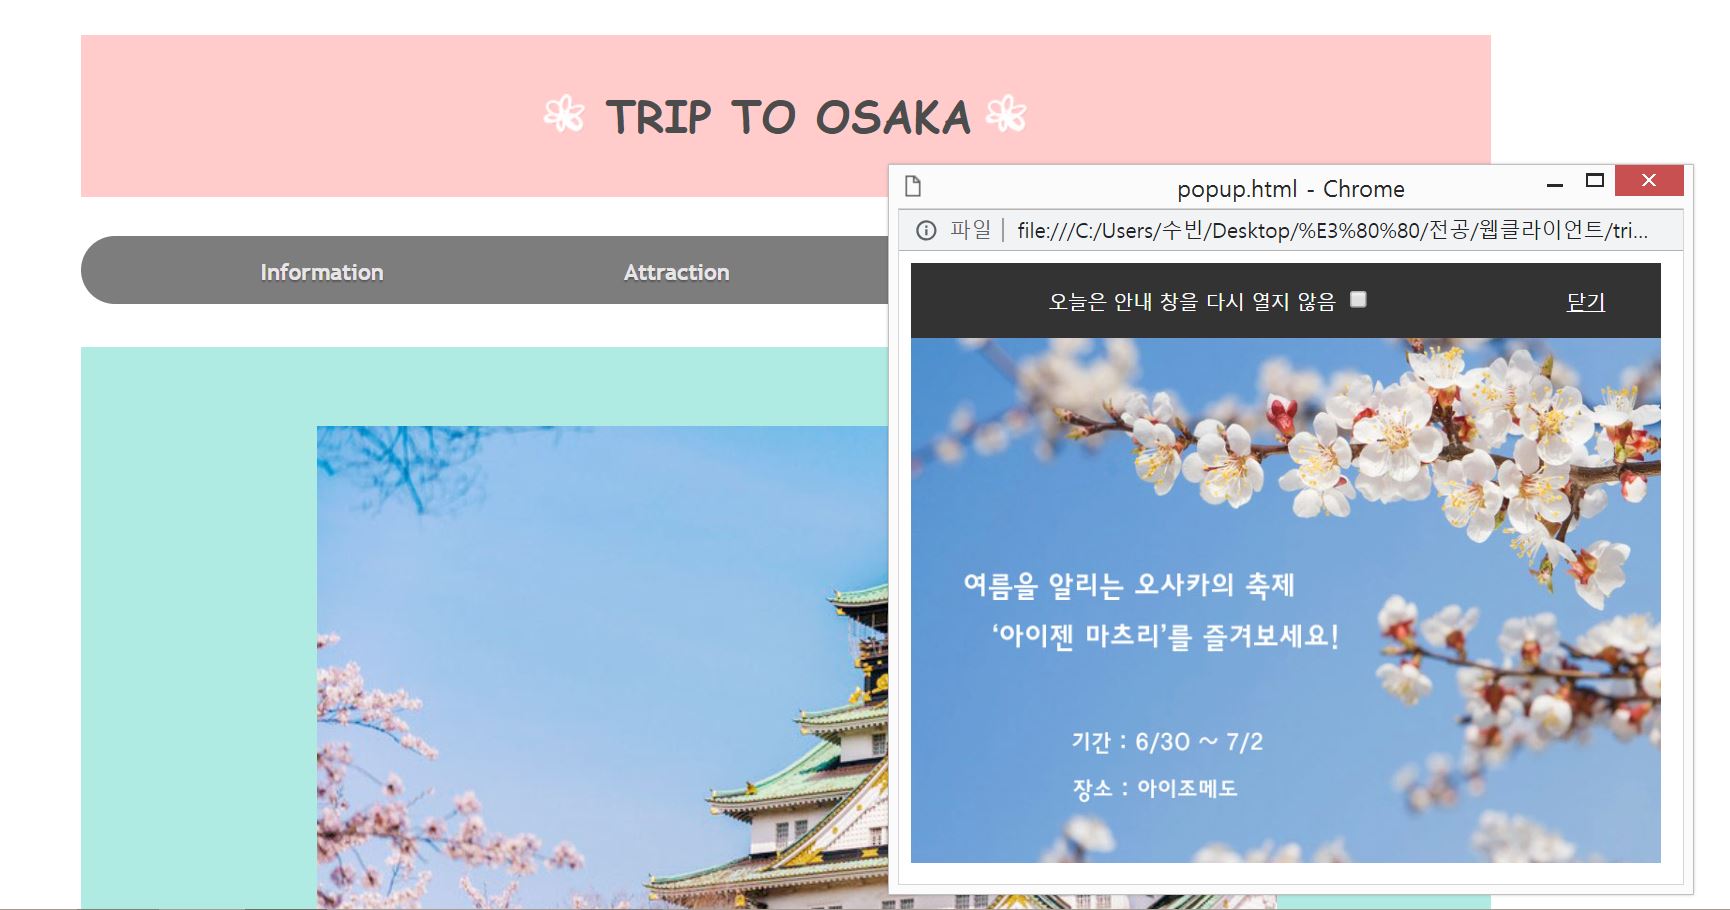 TRIP TO OSAKA
Information
Attraction
popup.html - Chrome
파일 | file:///C:/Users/수빈/Desktop/%E3%80%80/전공/웹클라이언트/tri...
오늘은 안내 창을 다시 열지 않음
닫기
여름을 알리는 오사카의 축제
‘아이젠 마츠리’를 즐겨보세요!
기간 : 6/30 ~ 7/2
장소 : 아이조메도